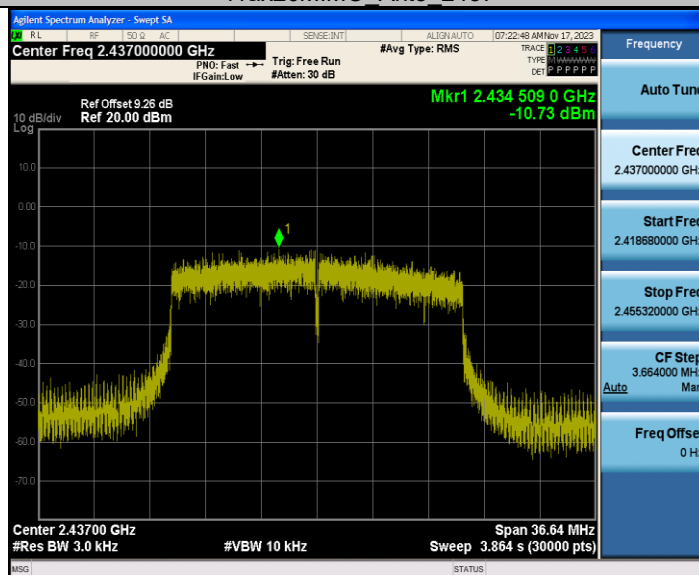 Agilent Spectrum Analyzer - Swept SA
RL RF 50 Ω AC SENSE:INT ALIGN AUTO 07:22:48 AM Nov 17, 2023
Center Freq 2.437000000 GHz
PNO: Fast
IFGain:Low
Trig: Free Run
#Atten: 30 dB
#Avg Type: RMS
TRACE 1 2 3 4 5 6
TYPE M
DET P P P P P P
Frequency
Mkr1 2.434 509 0 GHz
-10.73 dBm
Ref Offset 9.26 dB
Ref 20.00 dBm
10 dB/div
Log
1
10.0
0.00
-10.0
-20.0
-30.0
-40.0
-50.0
-60.0
-70.0
Auto Tune
Center Freq
2.437000000 GHz
Start Freq
2.418680000 GHz
Stop Freq
2.455320000 GHz
CF Step
3.664000 MHz
Auto Man
Freq Offset
0 Hz
Center 2.43700 GHz
Span 36.64 MHz
#Res BW 3.0 kHz
#VBW 10 kHz
Sweep 3.864 s (30000 pts)
MSG
STATUS